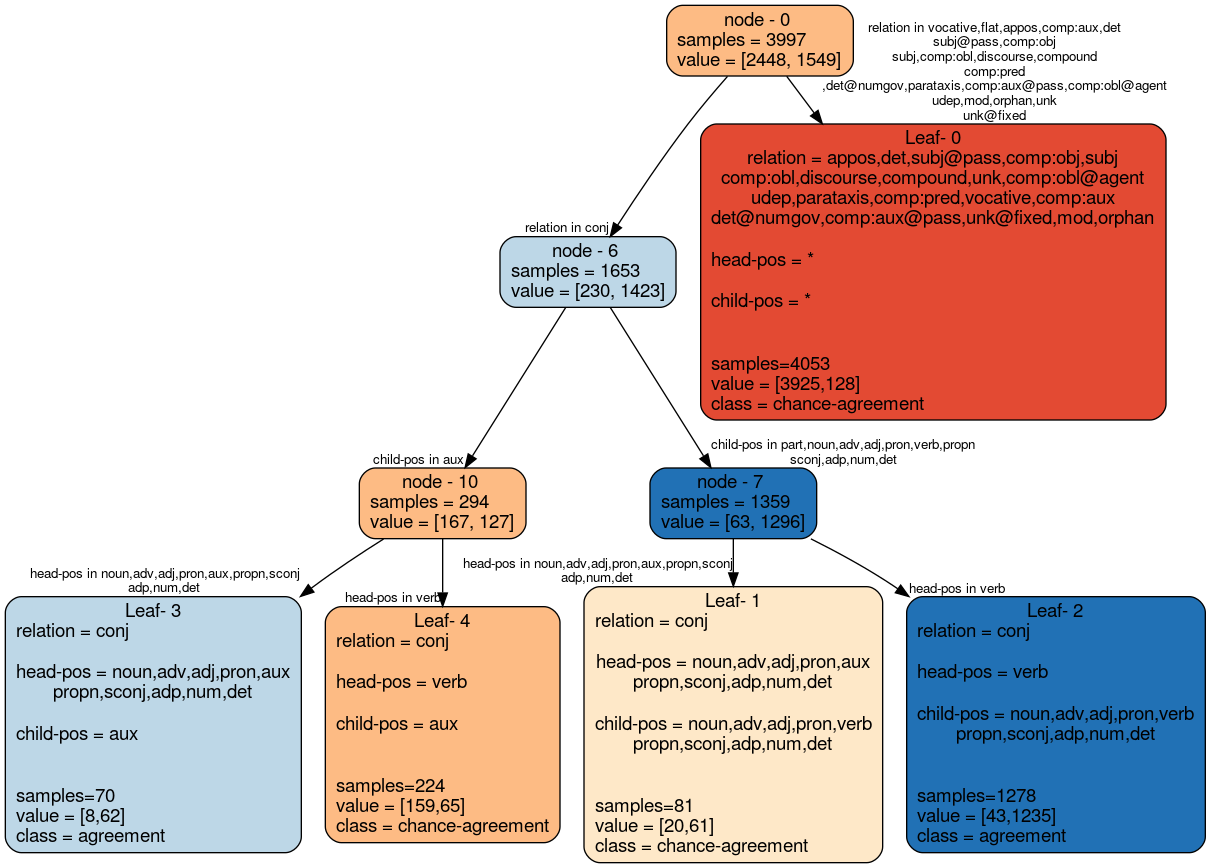 node - 0
samples = 3997
value = [2448, 1549]
relation in vocative,flat,appos,comp:aux,det
subj@pass,comp:obj
subj,comp:obl,discourse,compound
comp:pred
,det@numgov,parataxis,comp:aux@pass,comp:obl@agent
udep,mod,orphan,unk
unk@fixed
Leaf- 0
relation = appos,det,subj@pass,comp:obj,subj
comp:obl,discourse,compound,unk,comp:obl@agent
udep,parataxis,comp:pred,vocative,comp:aux
det@numgov,comp:aux@pass,unk@fixed,mod,orphan
head-pos = *
child-pos = *
samples=4053
value = [3925,128]
class = chance-agreement
relation in conj
node - 6
samples = 1653
value = [230, 1423]
child-pos in aux
node - 10
samples = 294
value = [167, 127]
child-pos in part,noun,adv,adj,pron,verb,propn
sconj,adp,num,det
node - 7
samples = 1359
value = [63, 1296]
head-pos in noun,adv,adj,pron,aux,propn,sconj
adp,num,det
Leaf- 3
relation = conj
head-pos = noun,adv,adj,pron,aux
propn,sconj,adp,num,det
child-pos = aux
samples=70
value = [8,62]
class = agreement
head-pos in verb
Leaf- 4
relation = conj
head-pos = verb
child-pos = aux
samples=224
value = [159,65]
class = chance-agreement
head-pos in noun,adv,adj,pron,aux,propn,sconj
adp,num,det
Leaf- 1
relation = conj
head-pos = noun,adv,adj,pron,aux
propn,sconj,adp,num,det
child-pos = noun,adv,adj,pron,verb
propn,sconj,adp,num,det
samples=81
value = [20,61]
class = chance-agreement
head-pos in verb
Leaf- 2
relation = conj
head-pos = verb
child-pos = noun,adv,adj,pron,verb
propn,sconj,adp,num,det
samples=1278
value = [43,1235]
class = agreement